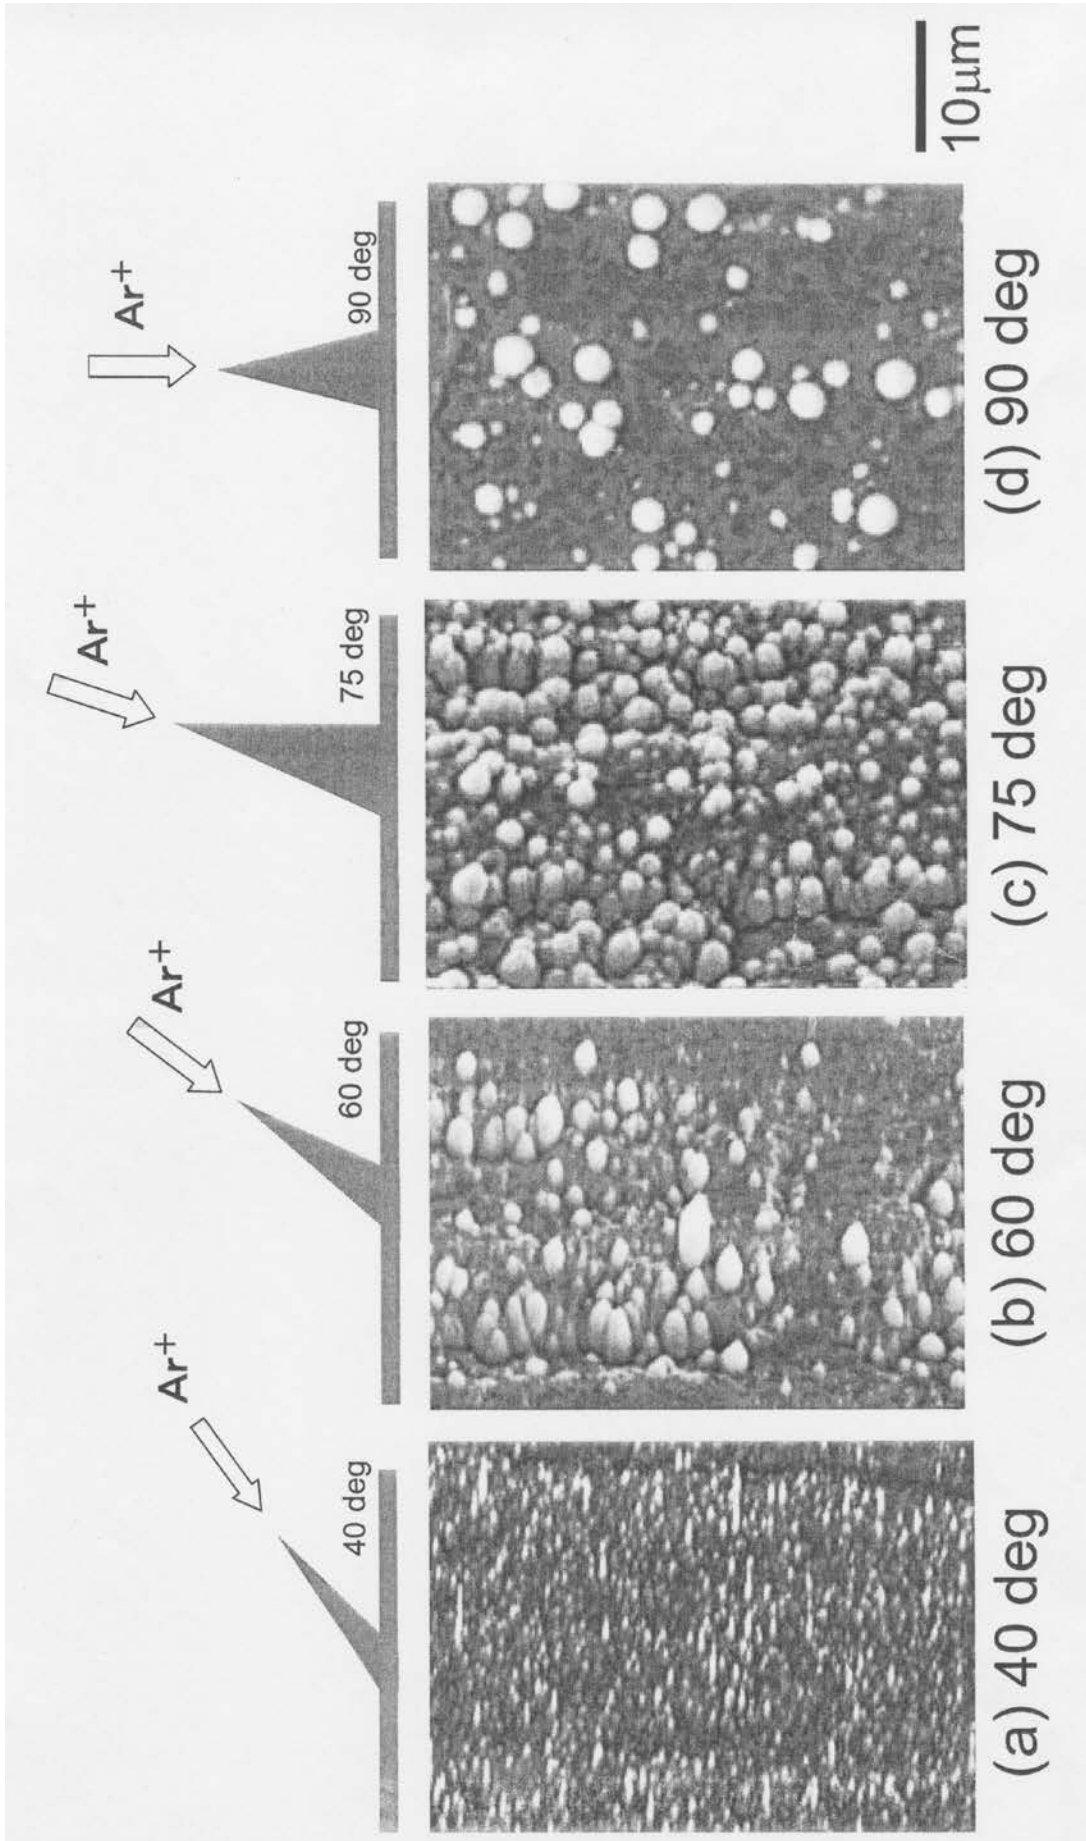 Ar+
Ar+
Ar+
Ar+
40 deg
60 deg
75 deg
90 deg
(a) 40 deg
(b) 60 deg
(c) 75 deg
(d) 90 deg
10μm